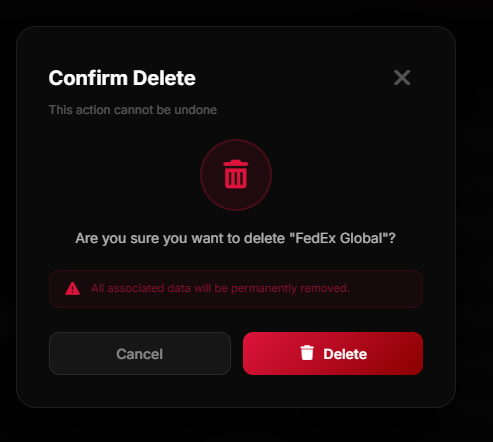 Confirm Delete
This action cannot be undone
Are you sure you want to delete "FedEx Global"?
All associated data will be permanently removed.
Cancel
Delete